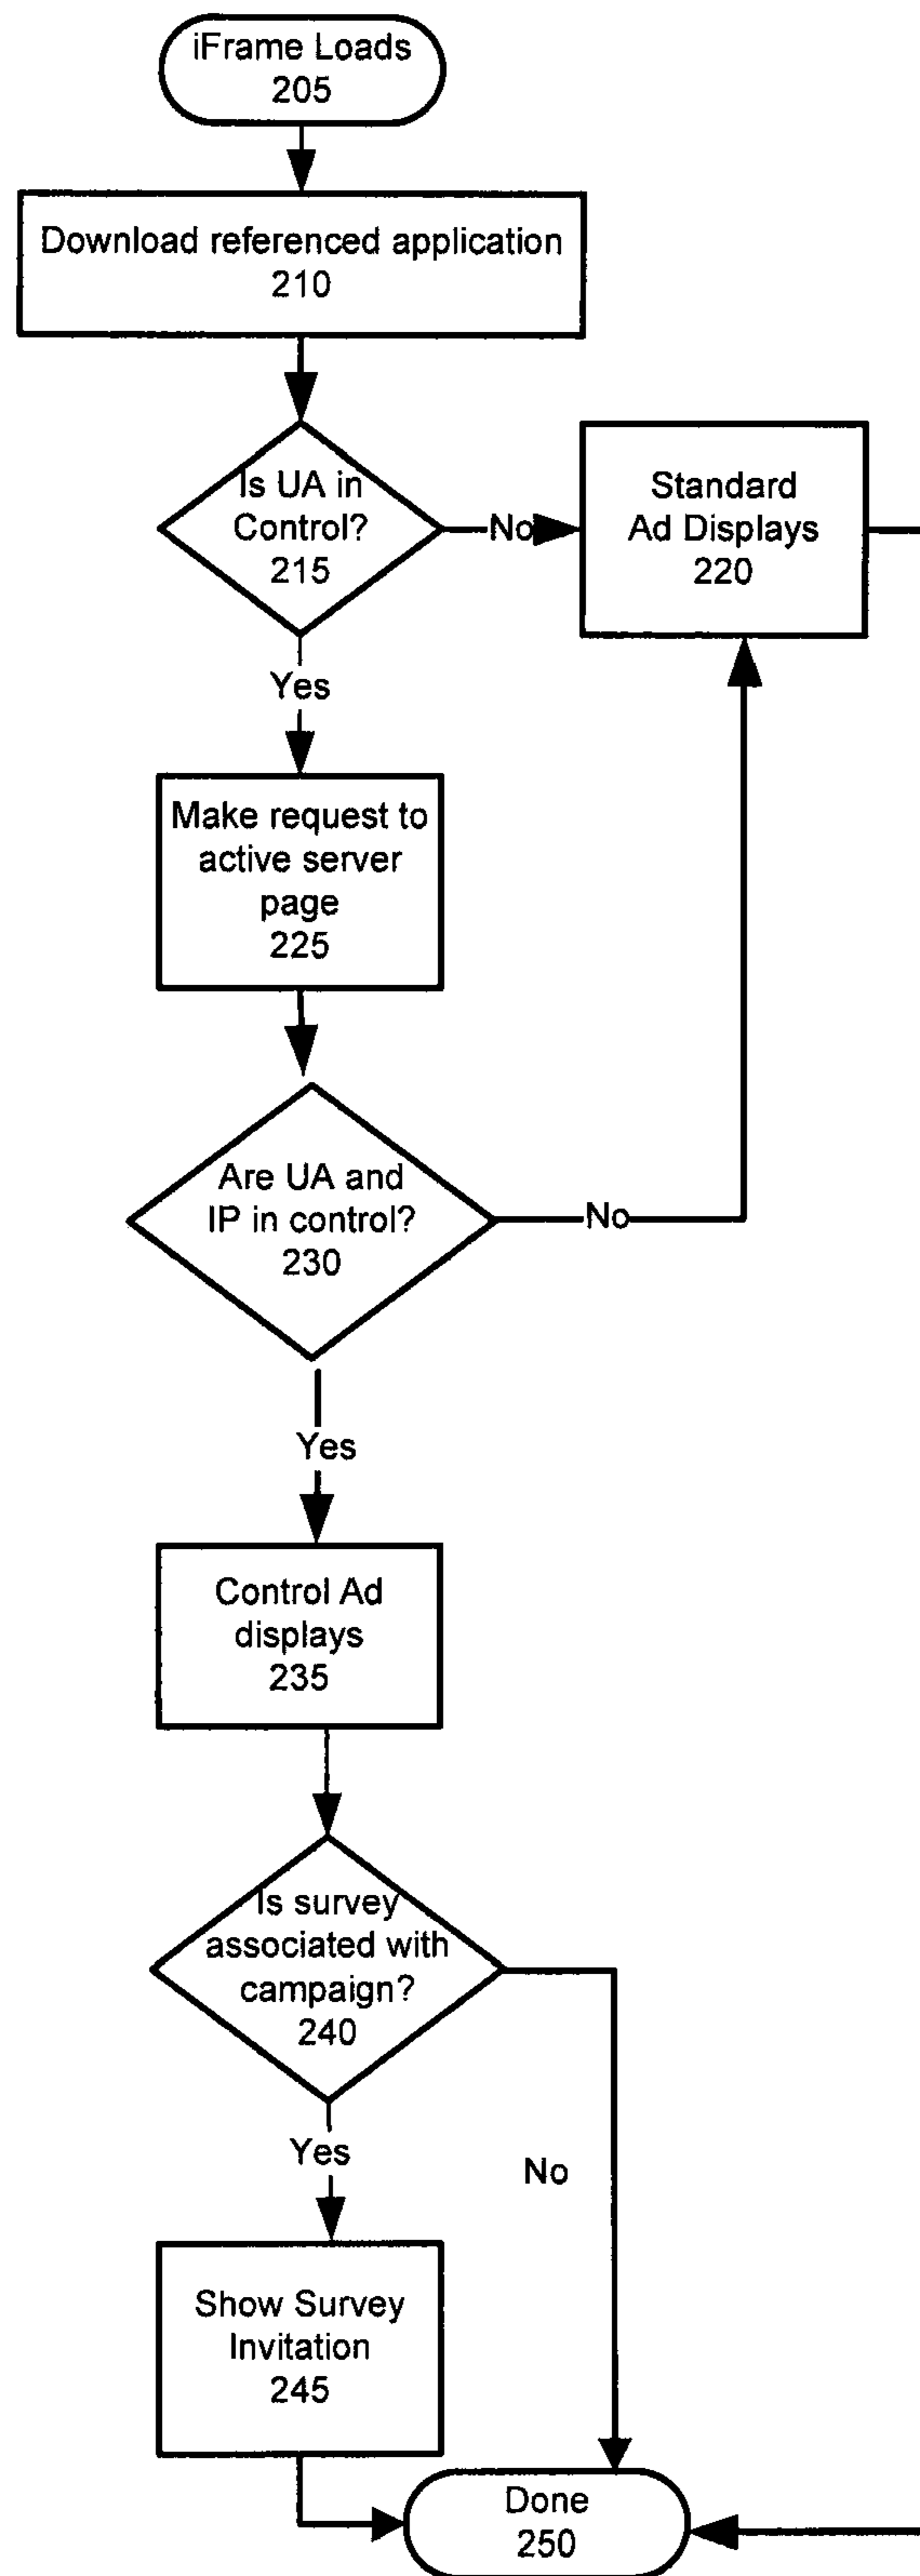 iFrame Loads
205
Download referenced application
210
Is UA in
Control?
215
No
Standard
Ad Displays
220
Yes
Make request to
active server
page
225
Are UA and
IP in control?
230
No
Yes
Control Ad
displays
235
Is survey
associated with
campaign?
240
Yes
No
Show Survey
Invitation
245
Done
250